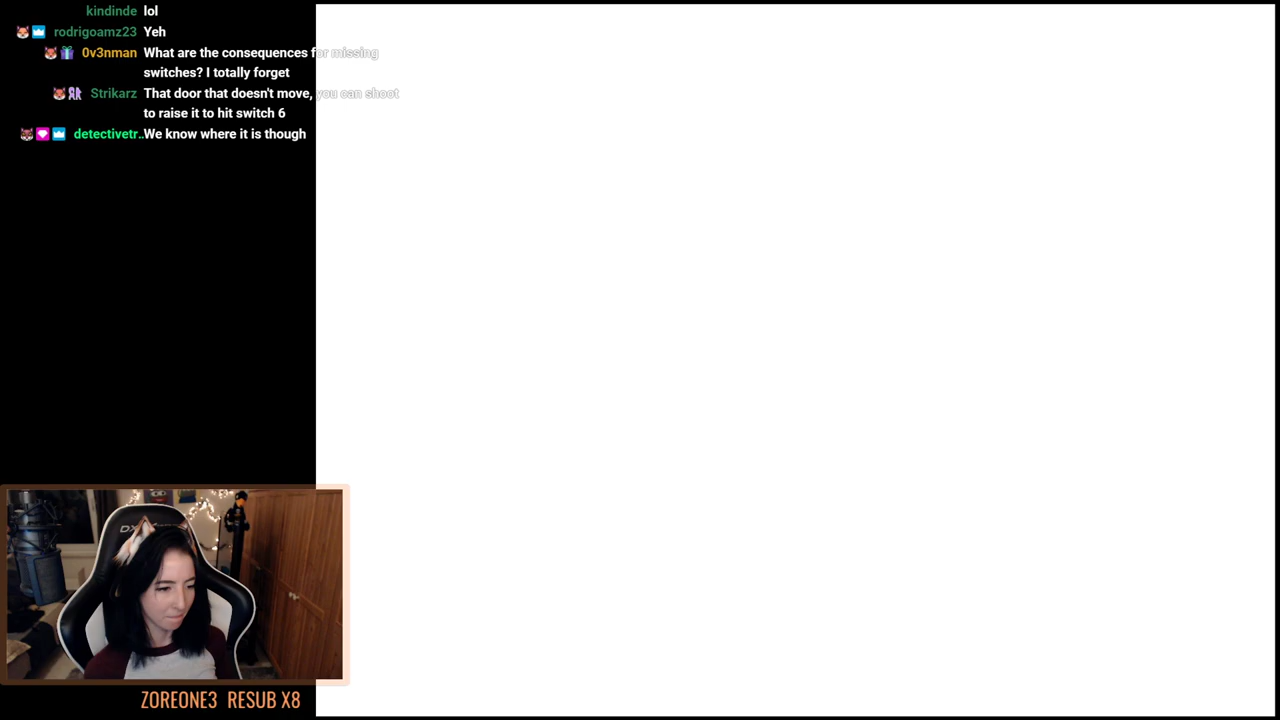 kindinde lol
rodrigoamz23 Yeh
0v3nman What are the consequences for missing
switches? I totally forget
Strikarz That door that doesn't move, you can shoot
to raise it to hit switch 6
detectivetr.. We know where it is though
DX
ZOREONE3 RESUB X8